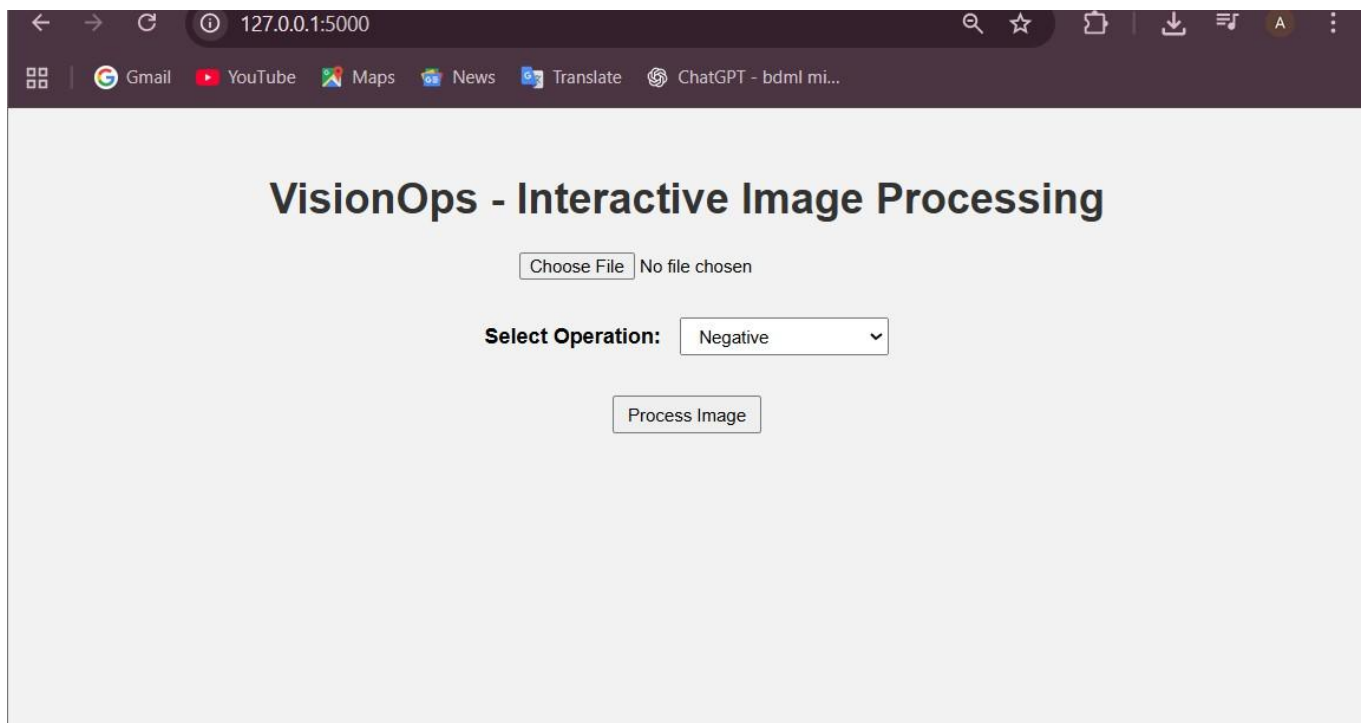 127.0.0.1:5000
A
Gmail YouTube Maps News Translate ChatGPT - bdml mi...
VisionOps - Interactive Image Processing
Choose File No file chosen
Select Operation: Negative
Process Image